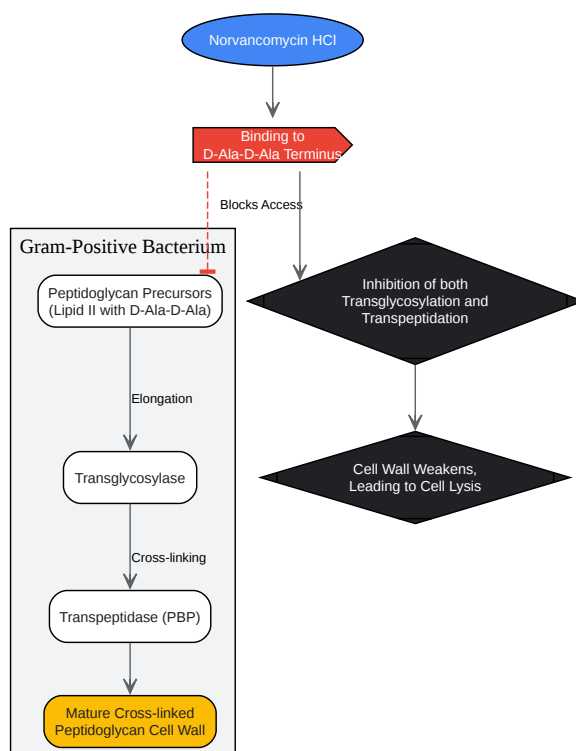 Norvancomycin HCl
Binding to
D-Ala-D-Ala Terminus
Blocks Access
Gram-Positive Bacterium
Peptidoglycan Precursors
(Lipid II with D-Ala-D-Ala)
Inhibition of both
Transglycosylation and
Transpeptidation
Elongation
Transglycosylase
Cell Wall Weakens,
Leading to Cell Lysis
Cross-linking
Transpeptidase (PBP)
Mature Cross-linked
Peptidoglycan Cell Wall